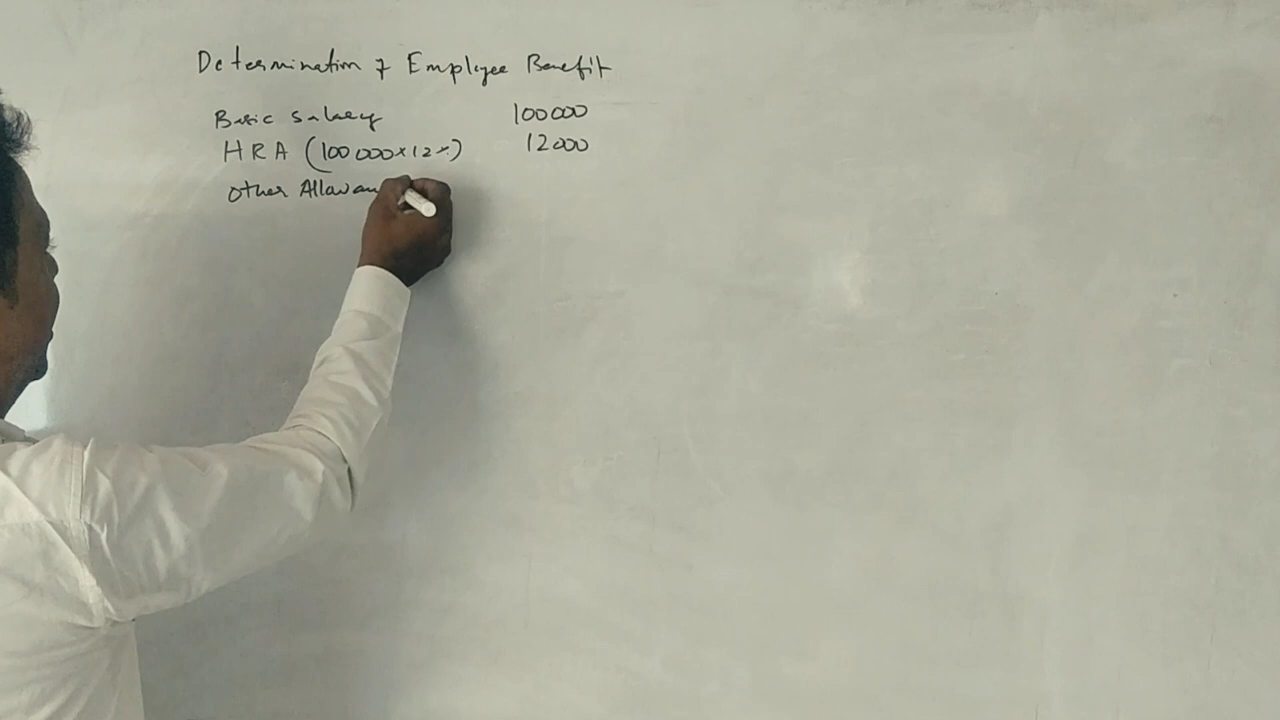 Determination of Employee Benefit
Basic Salary 100000
HRA (100000×12%) 12000
Other Allowan